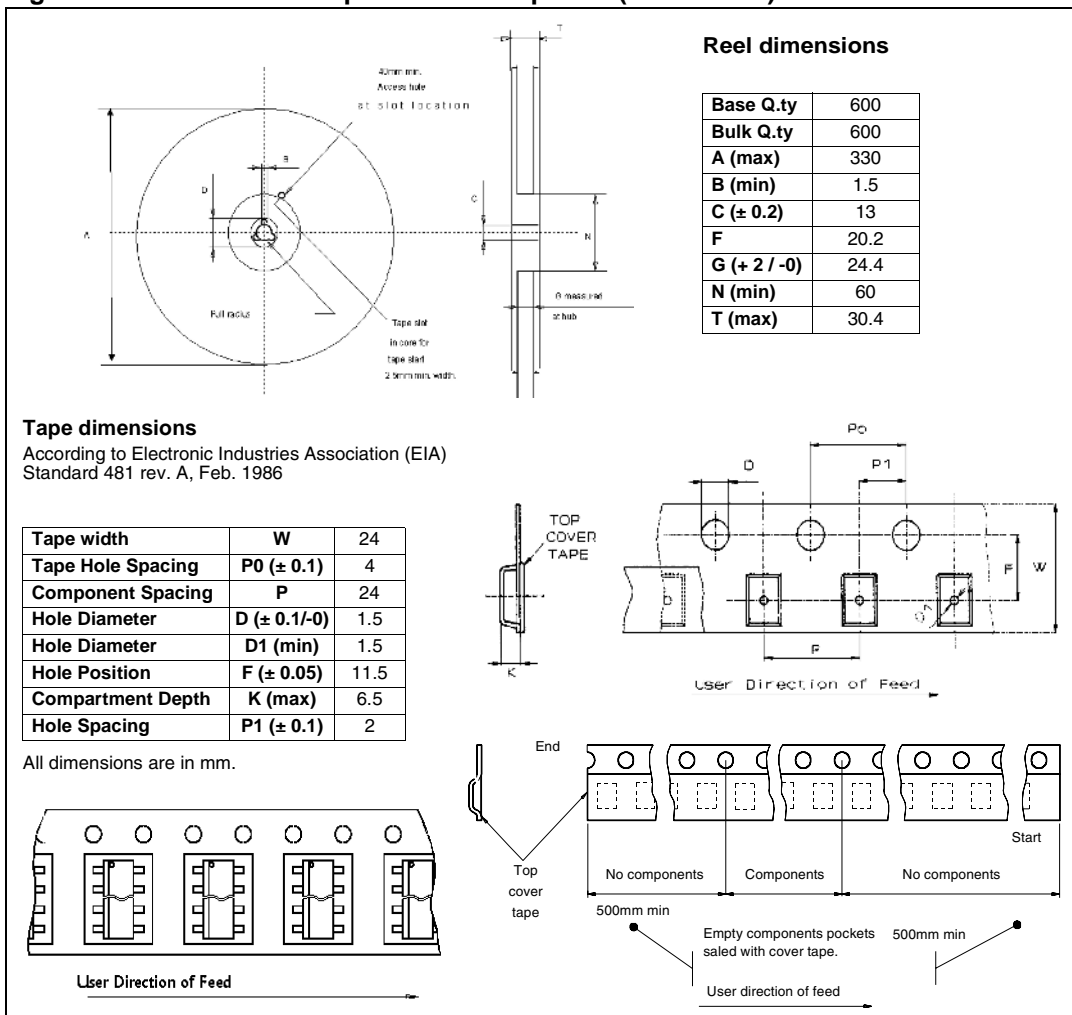 Reel dimensions
Base Q.ty 600
Bulk Q.ty 600
A (max) 330
B (min) 1.5
C (± 0.2) 13
F 20.2
G (+ 2 / -0) 24.4
N (min) 60
T (max) 30.4
T
40mm min.
Access hole
at slot location
B
D
A
C
N
Full radius
G measured
at hub
Tape slot
in core for
tape start
2.5mm min. width.
Tape dimensions
According to Electronic Industries Association (EIA)
Standard 481 rev. A, Feb. 1986
Tape width W 24
Tape Hole Spacing P0 (± 0.1) 4
Component Spacing P 24
Hole Diameter D (± 0.1/-0) 1.5
Hole Diameter D1 (min) 1.5
Hole Position F (± 0.05) 11.5
Compartment Depth K (max) 6.5
Hole Spacing P1 (± 0.1) 2
All dimensions are in mm.
Po
D
P1
TOP
COVER
TAPE
F
W
K
P
User Direction of Feed
End
Start
Top
cover
tape
No components Components No components
500mm min
Empty components pockets
saled with cover tape.
500mm min
User direction of feed
User Direction of Feed